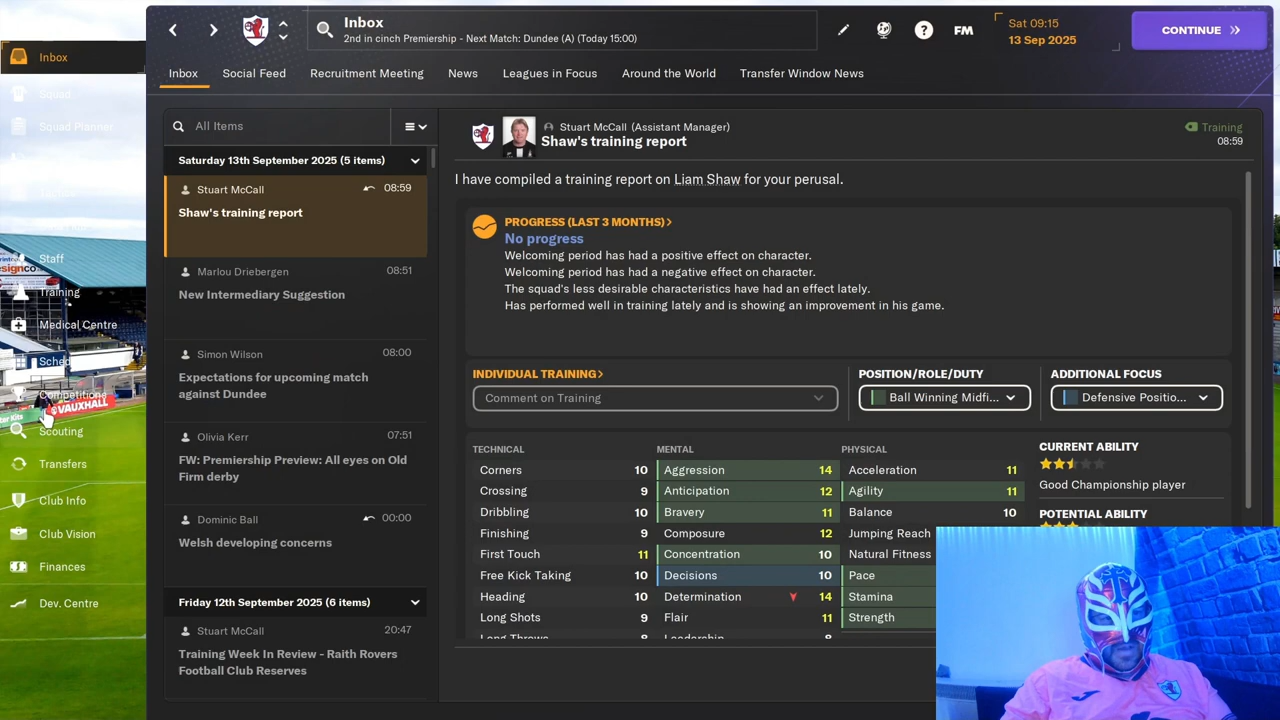 Inbox
2nd in cinch Premiership - Next Match: Dundee (A) (Today 15:00)
?
FM
Sat 09:15
13 Sep 2025
CONTINUE
Inbox
Social Feed
Recruitment Meeting
News
Leagues in Focus
Around the World
Transfer Window News
Inbox
Squad
Squad Planner
Staff
Training
Medical Centre
Sched
Competitions
VAUXHALL
Scouting
Transfers
Club Info
Club Vision
Finances
Dev. Centre
All Items
Saturday 13th September 2025 (5 items)
Stuart McCall 08:59
Shaw's training report
Marlou Driebergen 08:51
New Intermediary Suggestion
Simon Wilson 08:00
Expectations for upcoming match
against Dundee
Olivia Kerr 07:51
FW: Premiership Preview: All eyes on Old
Firm derby
Dominic Ball 00:00
Welsh developing concerns
Friday 12th September 2025 (6 items)
Stuart McCall 20:47
Training Week In Review - Raith Rovers
Football Club Reserves
Stuart McCall (Assistant Manager)
Shaw's training report
Training
08:59
I have compiled a training report on Liam Shaw for your perusal.
PROGRESS (LAST 3 MONTHS) >
No progress
Welcoming period has had a positive effect on character.
Welcoming period has had a negative effect on character.
The squad's less desirable characteristics have had an effect lately.
Has performed well in training lately and is showing an improvement in his game.
INDIVIDUAL TRAINING >
Comment on Training
POSITION/ROLE/DUTY
Ball Winning Midfi...
ADDITIONAL FOCUS
Defensive Positio...
TECHNICAL
Corners 10
Crossing 9
Dribbling 10
Finishing 9
First Touch 11
Free Kick Taking 10
Heading 10
Long Shots 9
Long Throws 8
MENTAL
Aggression 14
Anticipation 12
Bravery 11
Composure 12
Concentration 10
Decisions 10
Determination 14
Flair 11
Leadership 8
PHYSICAL
Acceleration 11
Agility 11
Balance 10
Jumping Reach
Natural Fitness
Pace
Stamina
Strength
CURRENT ABILITY
Good Championship player
POTENTIAL ABILITY